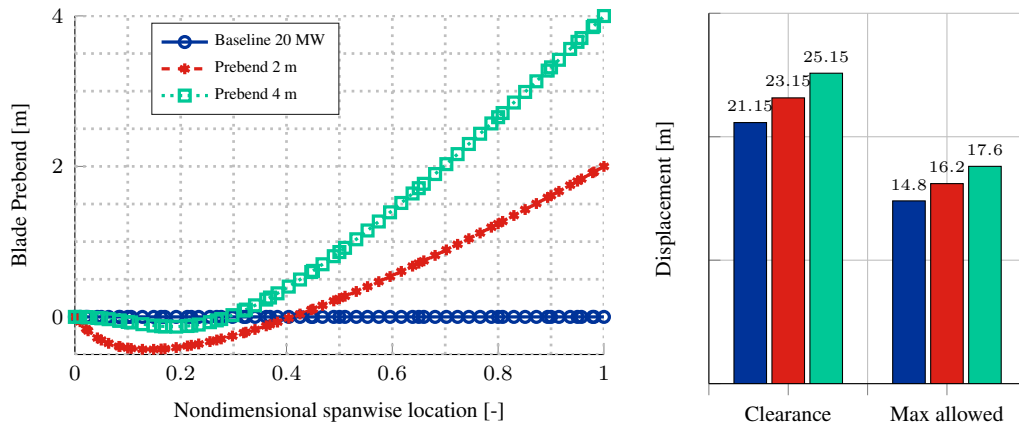 4
2
0
Blade Prebend [m]
Baseline 20 MW
Prebend 2 m
Prebend 4 m
0
0.2
0.4
0.6
0.8
1
Nondimensional spanwise location [-]
Displacement [m]
21.15
23.15
25.15
14.8
16.2
17.6
Clearance
Max allowed